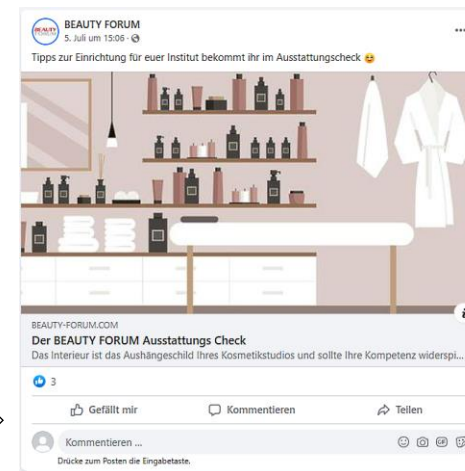 BEAUTY FORUM
BEAUTY FORUM
5. Juli um 15:06 ·
Tipps zur Einrichtung für euer Institut bekommt ihr im Ausstattungscheck
BEAUTY-FORUM.COM
Der BEAUTY FORUM Ausstattungs Check
Das Interieur ist das Aushängeschild Ihres Kosmetikstudios und sollte Ihre Kompetenz widerspi...
3
Gefällt mir
Kommentieren
Teilen
Kommentieren ...
GIF
Drücke zum Posten die Eingabetaste.